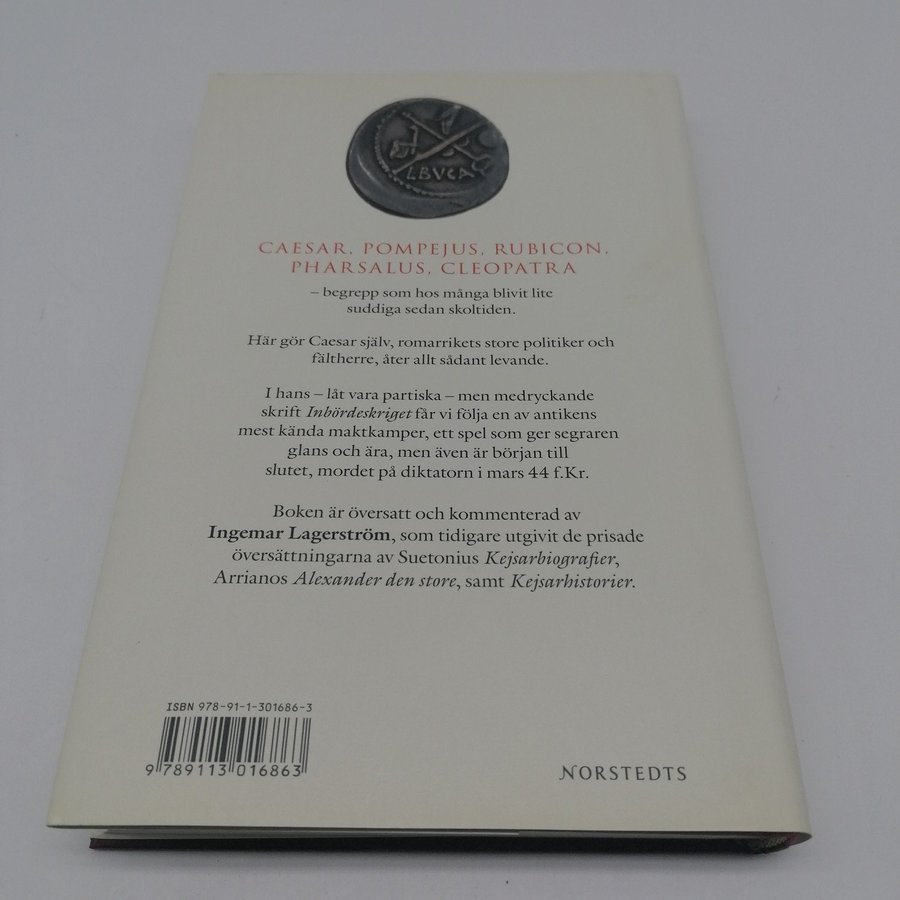 L·BVCA
CAESAR, POMPEJUS, RUBICON,
PHARSALUS, CLEOPATRA
– begrepp som hos många blivit lite
suddiga sedan skoltiden.
Här gör Caesar själv, romarrikets store politiker och
fältherre, åter allt sådant levande.
I hans – låt vara partiska – men medryckande
skrift Inbördeskriget får vi följa en av antikens
mest kända maktkamper, ett spel som ger segraren
glans och ära, men även är början till
slutet, mordet på diktatorn i mars 44 f.Kr.
Boken är översatt och kommenterad av
Ingemar Lagerström, som tidigare utgivit de prisade
översättningarna av Suetonius Kejsarbiografier,
Arrianos Alexander den store, samt Kejsarhistorier.
ISBN 978-91-1-301686-3
9 789113 016863
NORSTEDTS